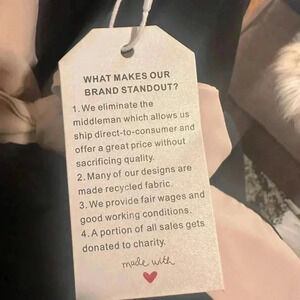 WHAT MAKES OUR
BRAND STANDOUT?
1. We eliminate the
middleman which allows us
ship direct-to-consumer and
offer a great price without
sacrificing quality.
2. Many of our designs are
made recycled fabric.
3. We provide fair wages and
good working conditions.
4. A portion of all sales gets
donated to charity.
made with